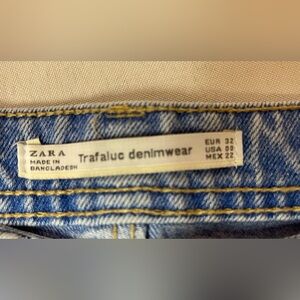 ZARA
MADE IN
BANGLADESH
Trafaluc denimwear
EUR 32
USA 00
MEX 22